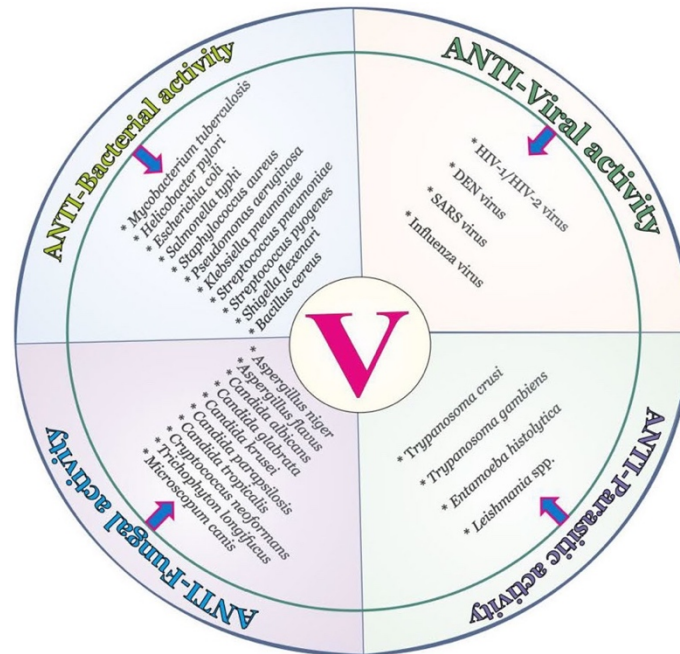 ANTI-Bacterial activity
* Mycobacterium tuberculosis
* Helicobacter pylori
* Escherichia coli
* Salmonella typhi
* Staphylococcus aureus
* Pseudomonas aeruginosa
* Klebsiella pneumoniae
* Streptococcus pneumoniae
* Streptococcus pyogenes
* Shigella flexenari
* Bacillus cereus
ANTI-Viral activity
* HIV-1/HIV-2 virus
* DEN virus
* SARS virus
* Influenza virus
V
ANTI-Fungal activity
* Aspergillus niger
* Aspergillus flavus
* Candida albicans
* Candida glabrata
* Candida krusei
* Candida parapsilosis
* Candida tropicalis
* Cryptococcus neoformans
* Trichophyton longifucus
* Microscopum canis
ANTI-Parasitic activity
* Trypanosoma crusi
* Trypanosoma gambiens
* Entamoeba histolytica
* Leishmania spp.